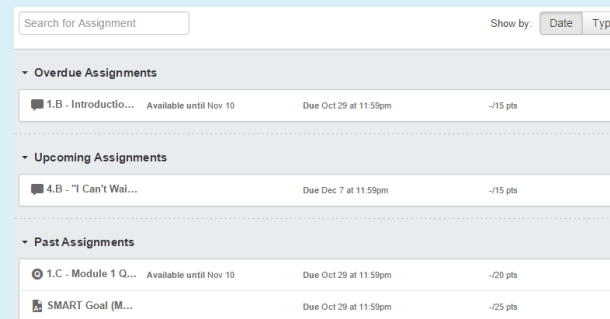 Search for Assignment
Show by: Date Typ
Overdue Assignments
1.B - Introductio... Available until Nov 10 Due Oct 29 at 11:59pm -/15 pts
Upcoming Assignments
4.B - "I Can't Wai... Due Dec 7 at 11:59pm -/15 pts
Past Assignments
Q 1.C - Module 1 Q... Available until Nov 10 Due Oct 29 at 11:59pm -/20 pts
A+ SMART Goal (M... Due Oct 29 at 11:59pm -/25 pts